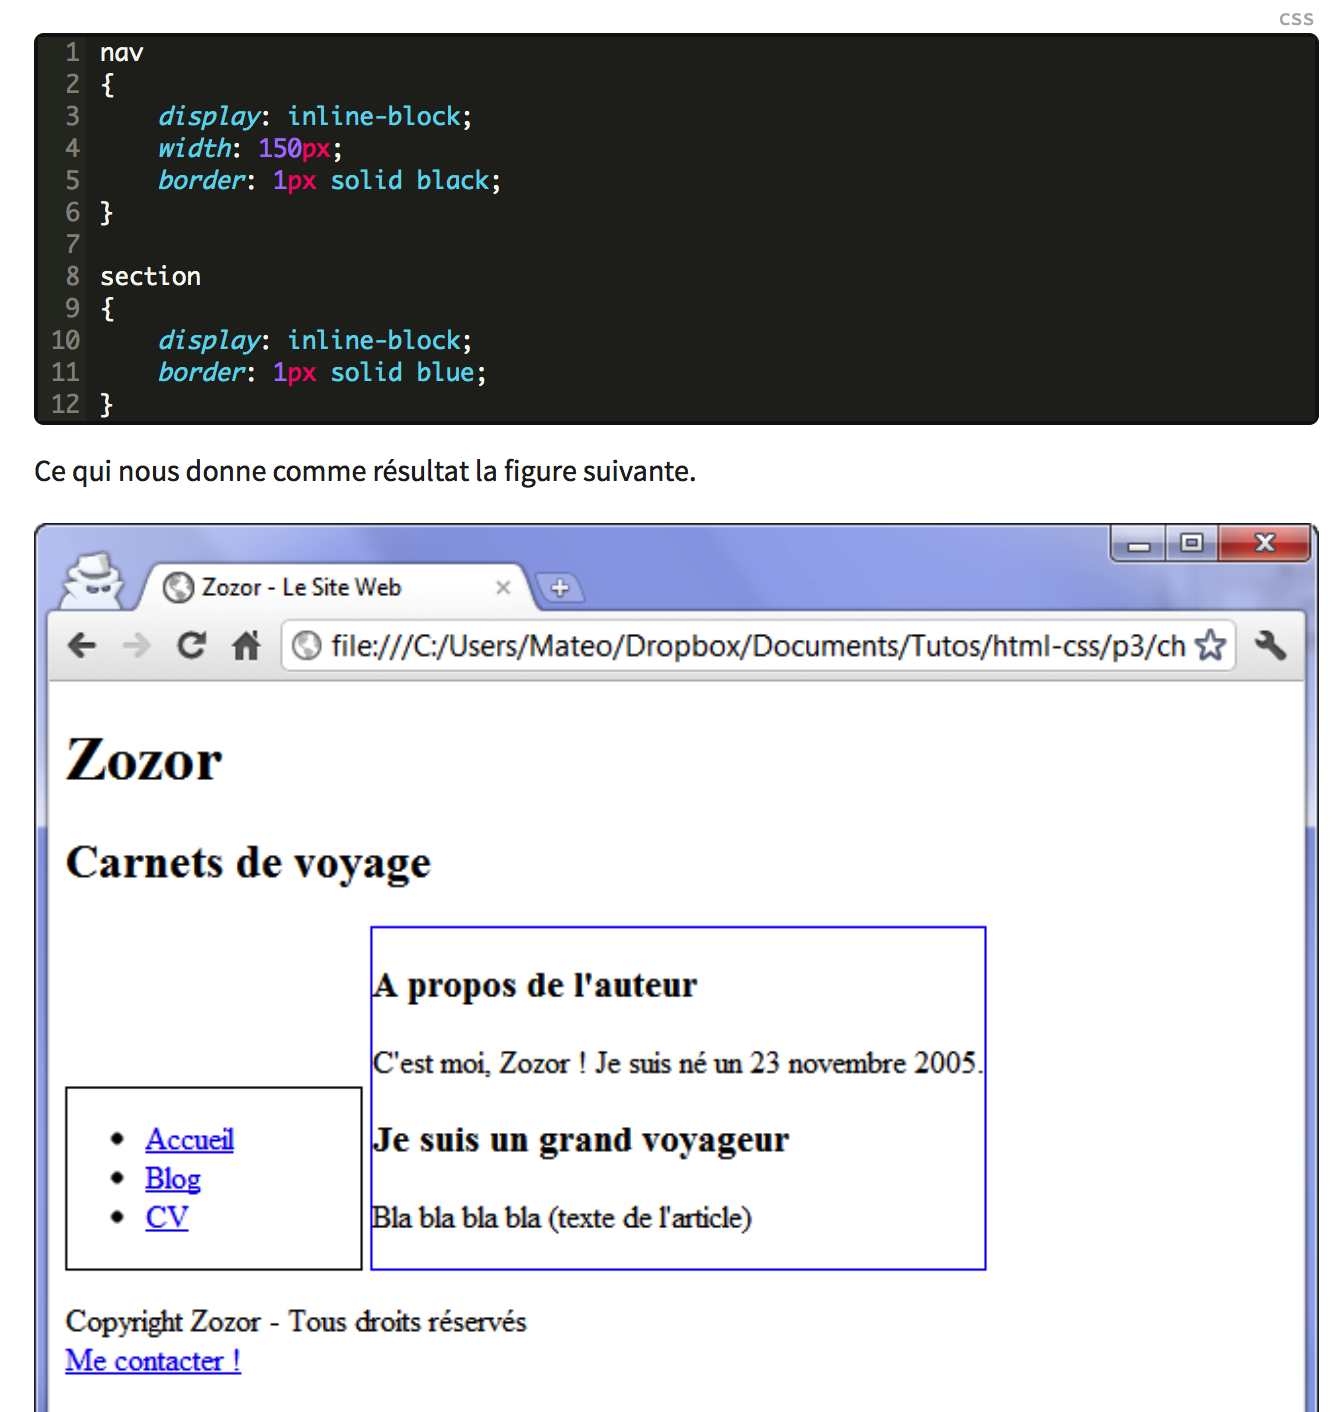 CSS
1 nav
2 {
3 display: inline-block;
4 width: 150px;
5 border: 1px solid black;
6 }
7
8 section
9 {
10 display: inline-block;
11 border: 1px solid blue;
12 }
Ce qui nous donne comme résultat la figure suivante.
Zozor - Le Site Web
file:///C:/Users/Mateo/Dropbox/Documents/Tutos/html-css/p3/ch
Zozor
Carnets de voyage
A propos de l'auteur
C'est moi, Zozor ! Je suis né un 23 novembre 2005.
Je suis un grand voyageur
Bla bla bla bla (texte de l'article)
• Accueil
• Blog
• CV
Copyright Zozor - Tous droits réservés
Me contacter !